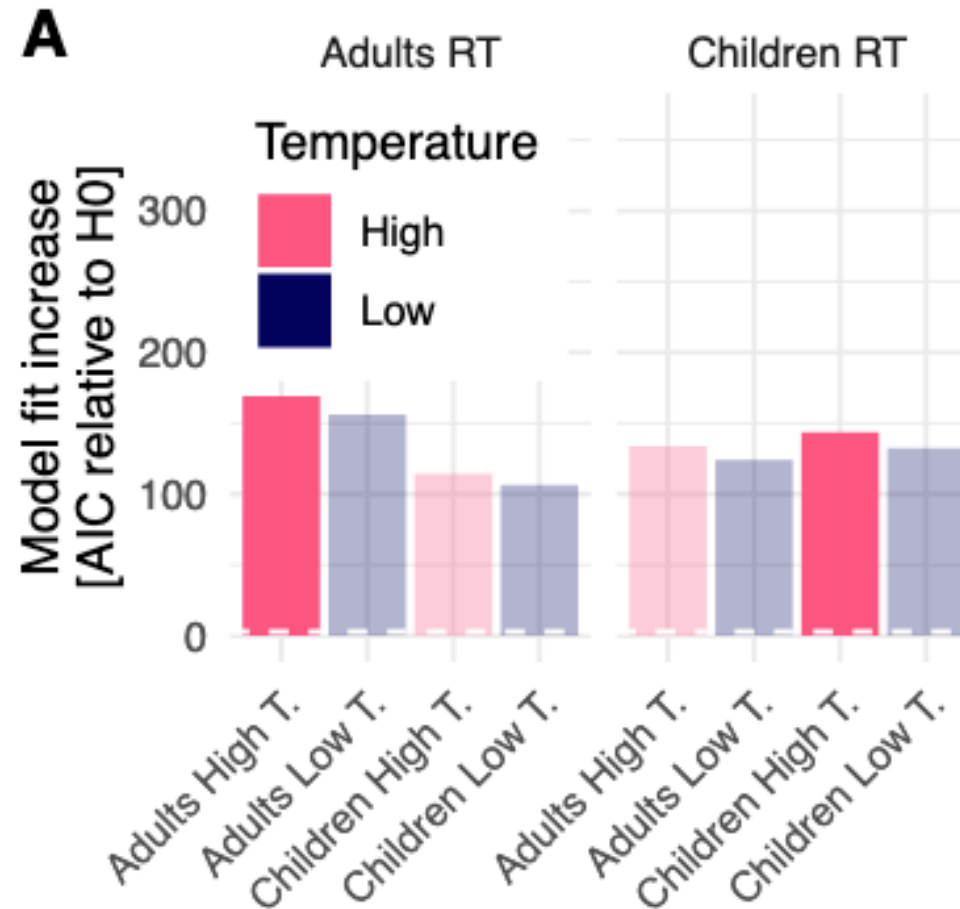 A
Adults RT
Children RT
Temperature
High
Low
Model fit increase
[AIC relative to H0]
300
200
100
0
Adults High T.
Adults Low T.
Children High T.
Children Low T.
Adults High T.
Adults Low T.
Children High T.
Children Low T.